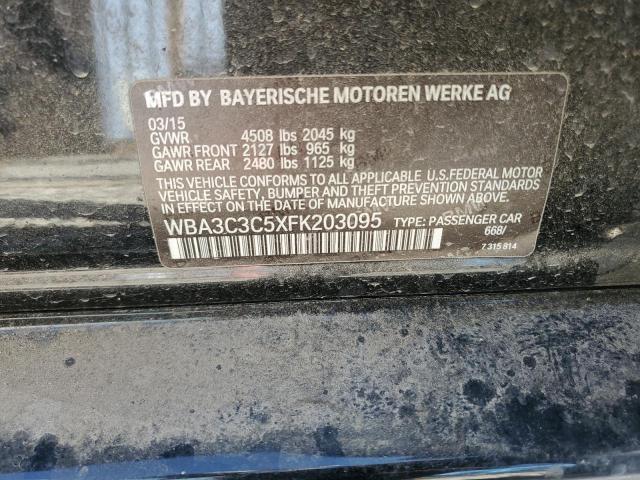 MFD BY BAYERISCHE MOTOREN WERKE AG
03/15
GVWR 4508 lbs 2045 kg
GAWR FRONT 2127 lbs 965 kg
GAWR REAR 2480 lbs 1125 kg
THIS VEHICLE CONFORMS TO ALL APPLICABLE U.S.FEDERAL MOTOR
VEHICLE SAFETY, BUMPER AND THEFT PREVENTION STANDARDS
IN EFFECT ON THE DATE OF MANUFACTURE SHOWN ABOVE.
WBA3C3C5XFK203095 TYPE: PASSENGER CAR
668/
7 315 814